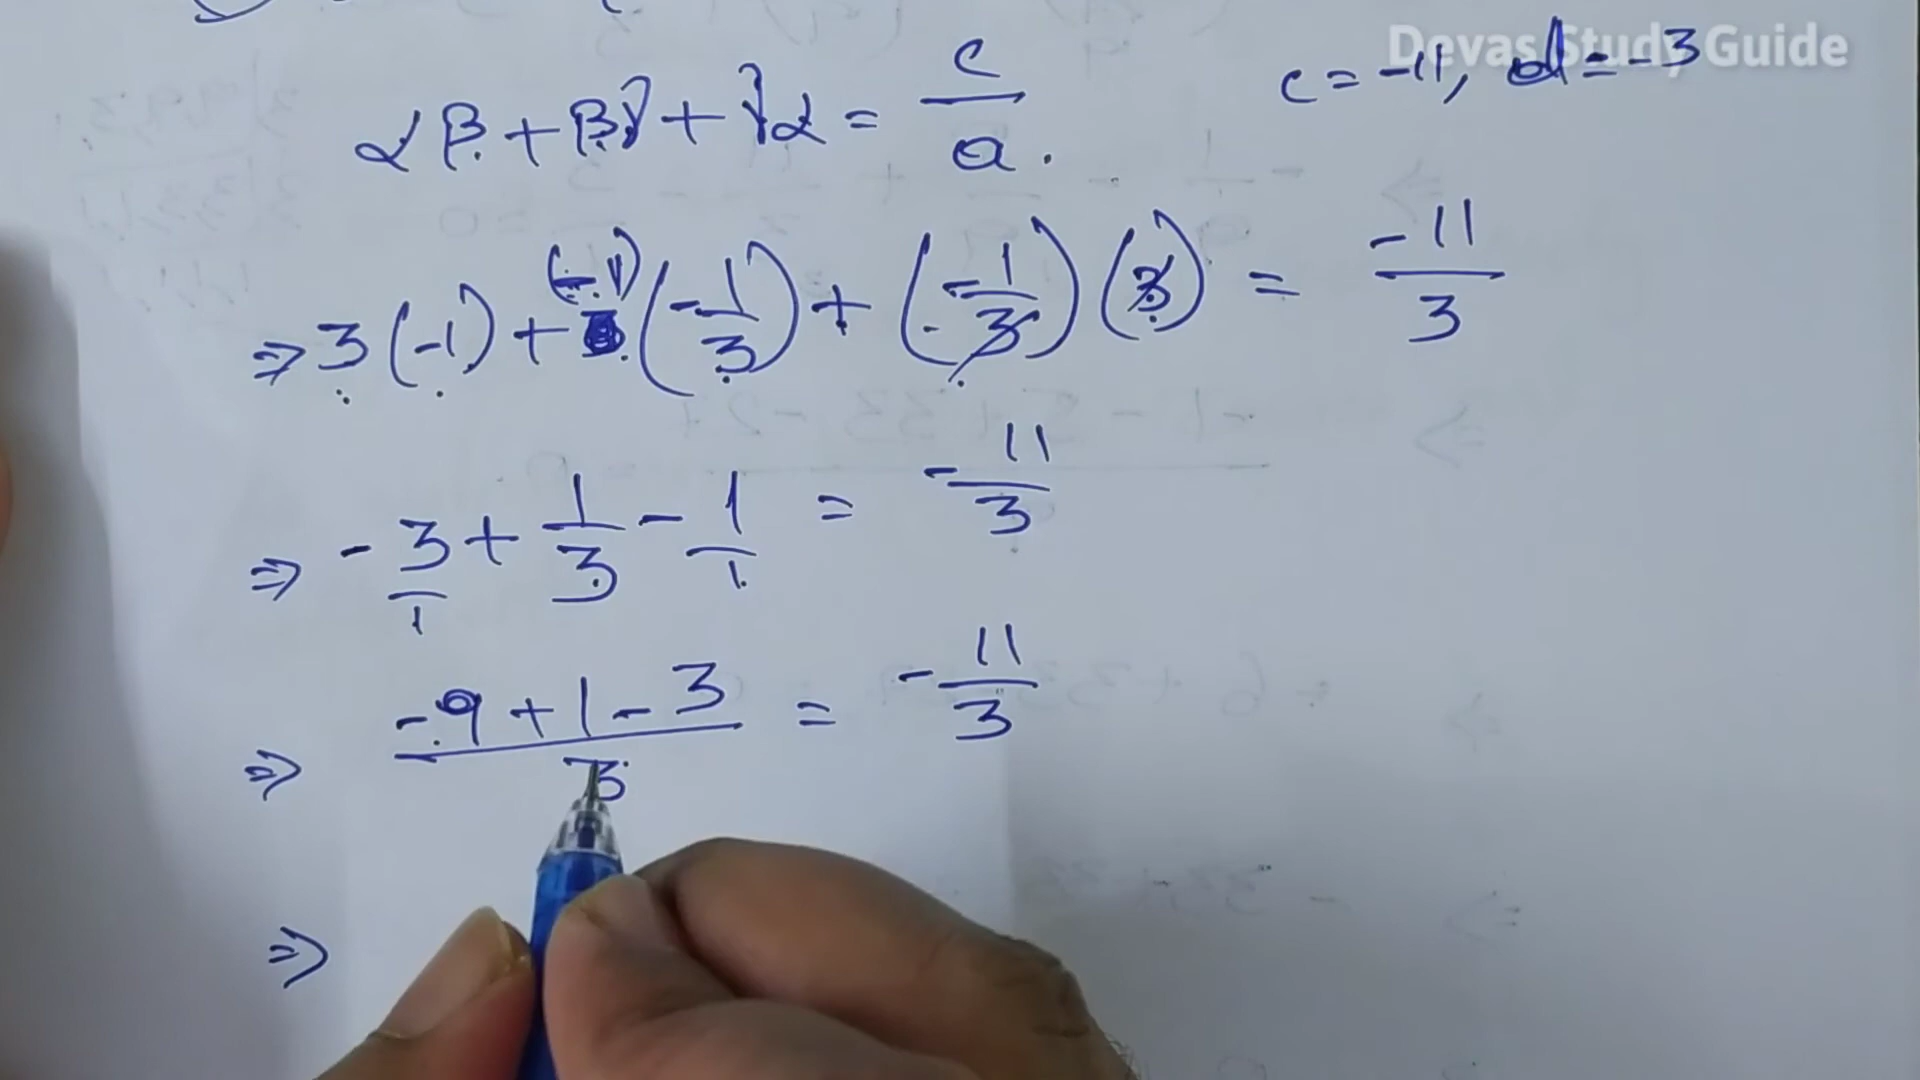 Devas Study Guide
c = -11, d = -3
αβ + βγ + γα = c/a.
⇒ 3(-1) + (-1)(-1/3) + (-1/3)(3) = -11/3
⇒ -3/1 + 1/3 - 1/1 = -11/3
⇒ (-9+1-3)/3 = -11/3
⇒